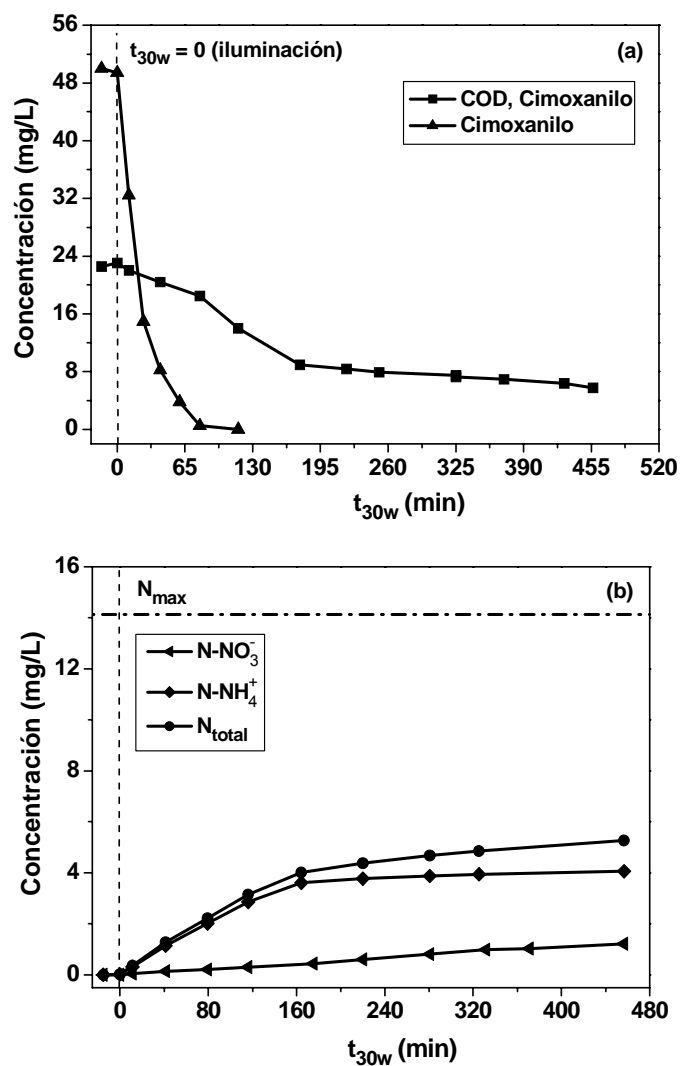 56
48
40
32
24
16
8
0
Concentración (mg/L)
t30w = 0 (iluminación)
(a)
COD, Cimoxanilo
Cimoxanilo
0 65 130 195 260 325 390 455 520
t30w (min)
16
12
8
4
0
Concentración (mg/L)
Nmax
(b)
N-NO3-
N-NH4+
Ntotal
0 80 160 240 320 400 480
t30w (min)